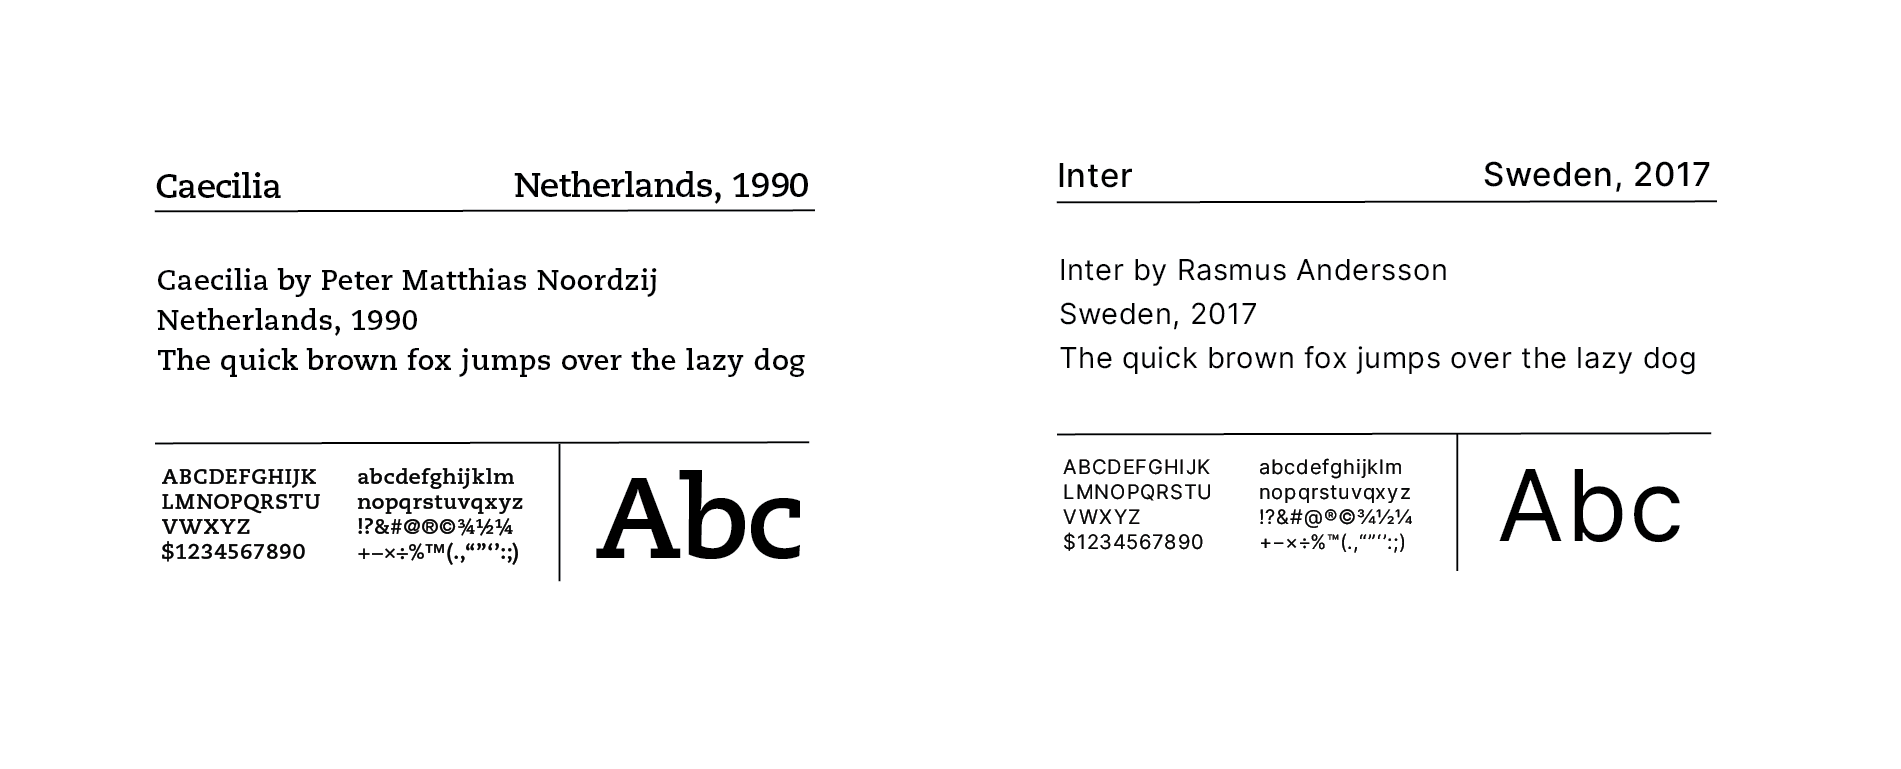 Caecilia
Netherlands, 1990
Caecilia by Peter Matthias Noordzij
Netherlands, 1990
The quick brown fox jumps over the lazy dog
ABCDEFGHIJK
LMNOPQRSTU
VWXYZ
$1234567890
abcdefghijklm
nopqrstuvqxyz
!?&#@®©¾½¼
+−×÷%™(.,“”‘’:;)
Abc
Inter
Sweden, 2017
Inter by Rasmus Andersson
Sweden, 2017
The quick brown fox jumps over the lazy dog
ABCDEFGHIJK
LMNOPQRSTU
VWXYZ
$1234567890
abcdefghijklm
nopqrstuvqxyz
!?&#@®©¾½¼
+−×÷%™(.,“”‘’:;)
Abc